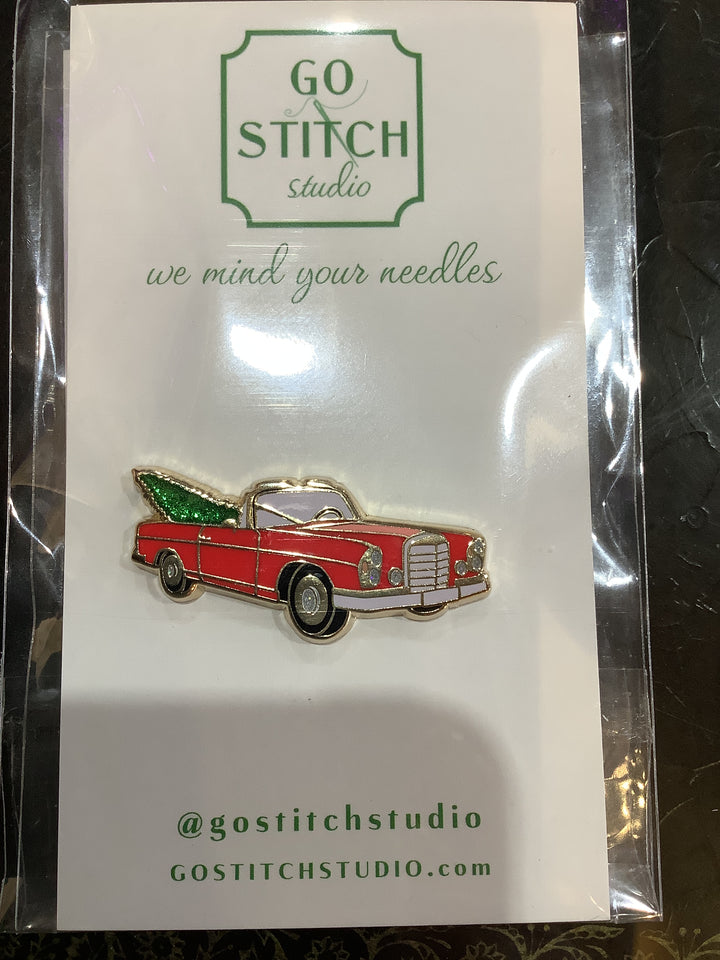 GO
STITCH
studio
we mind your needles
@gostitchstudio
GOSTITCHSTUDIO.com